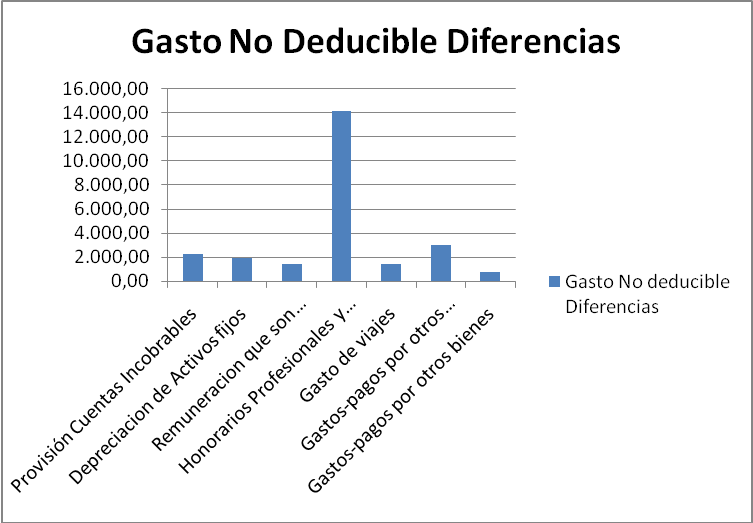 Gasto No Deducible Diferencias
16.000,00
14.000,00
12.000,00
10.000,00
8.000,00
6.000,00
4.000,00
2.000,00
0,00
Provisión Cuentas Incobrables
Depreciacion de Activos fijos
Remuneracion que son...
Honorarios Profesionales y...
Gasto de viajes
Gastos-pagos por otros...
Gastos-pagos por otros bienes
Gasto No deducible
Diferencias